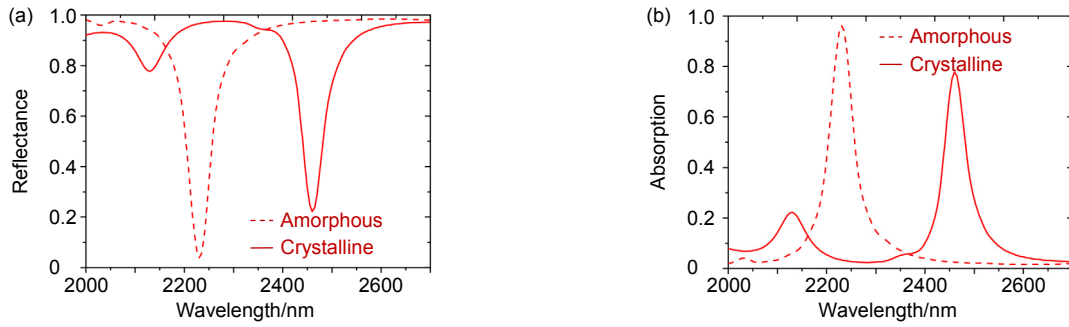 (a)
1.0
0.8
0.6
0.4
0.2
0
Reflectance
Amorphous
Crystalline
2000 2200 2400 2600
Wavelength/nm
(b)
1.0
0.8
0.6
0.4
0.2
0
Absorption
Amorphous
Crystalline
2000 2200 2400 2600
Wavelength/nm